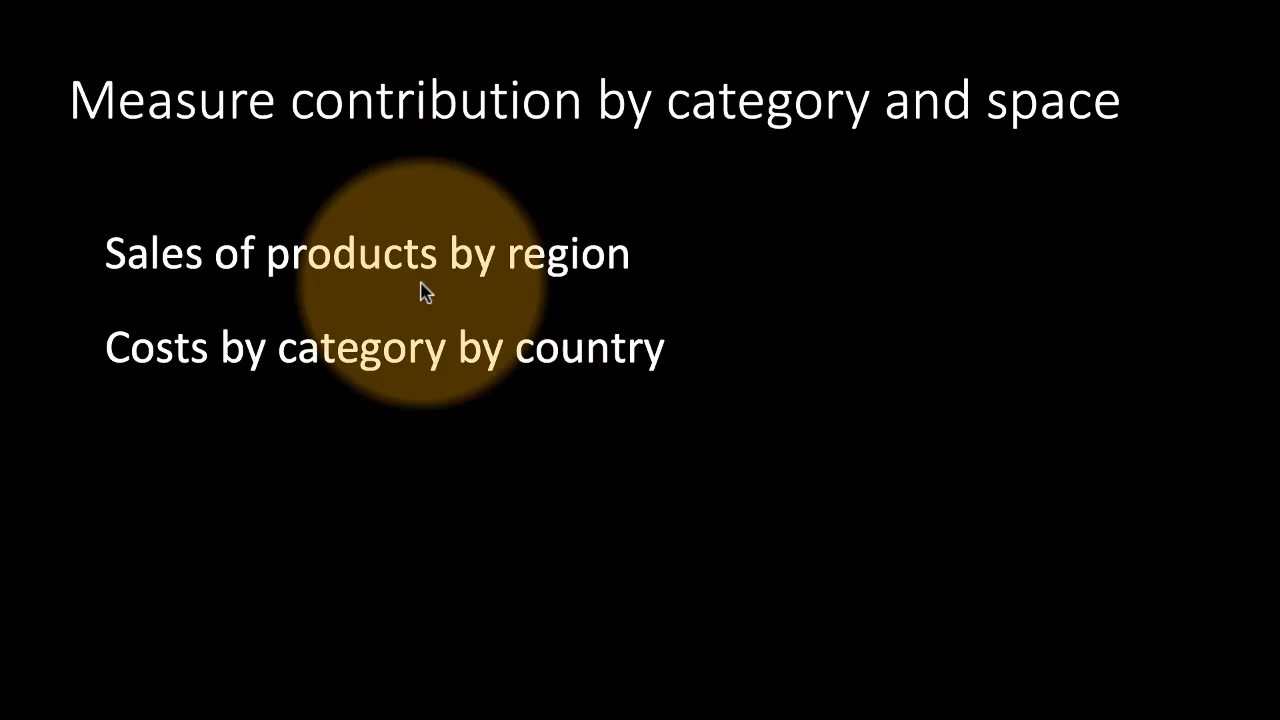 Measure contribution by category and space
Sales of products by region
Costs by category by country